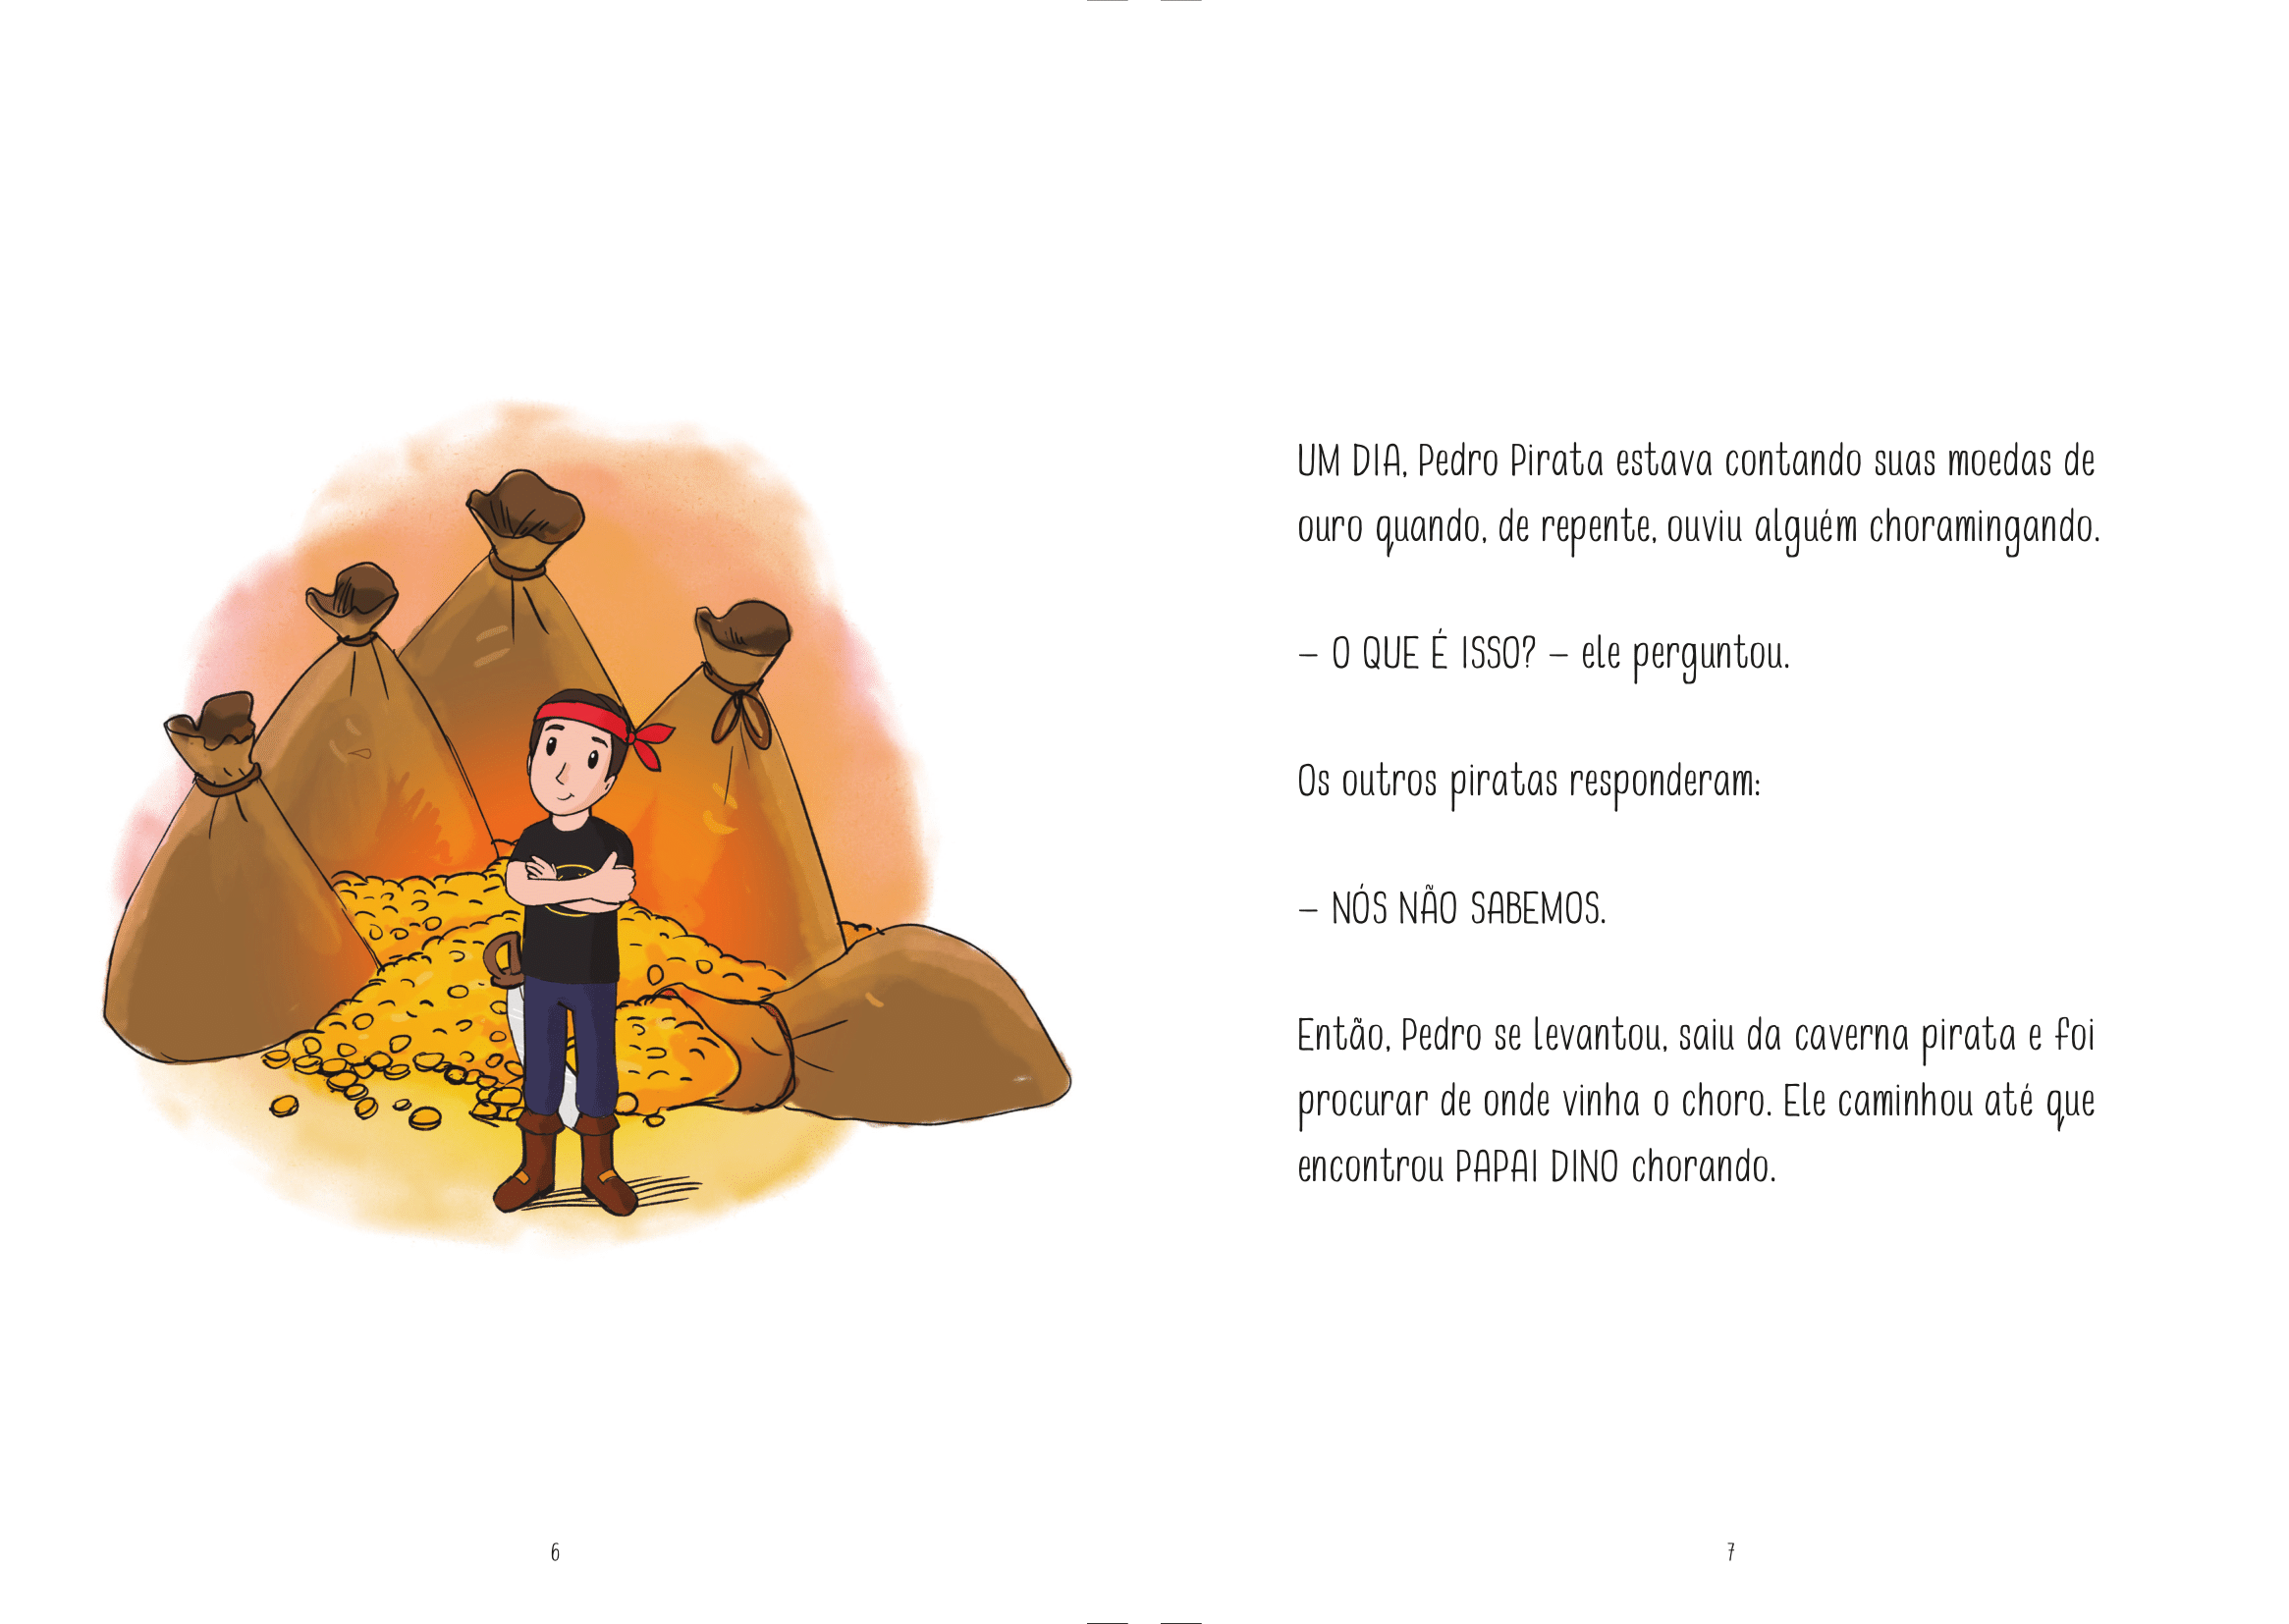 UM DIA, Pedro Pirata estava contando suas moedas de
ouro quando, de repente, ouviu alguém choramingando.
– O QUE É ISSO? – ele perguntou.
Os outros piratas responderam:
– NÓS NÃO SABEMOS.
Então, Pedro se levantou, saiu da caverna pirata e foi
procurar de onde vinha o choro. Ele caminhou até que
encontrou PAPAI DINO chorando.
6
7